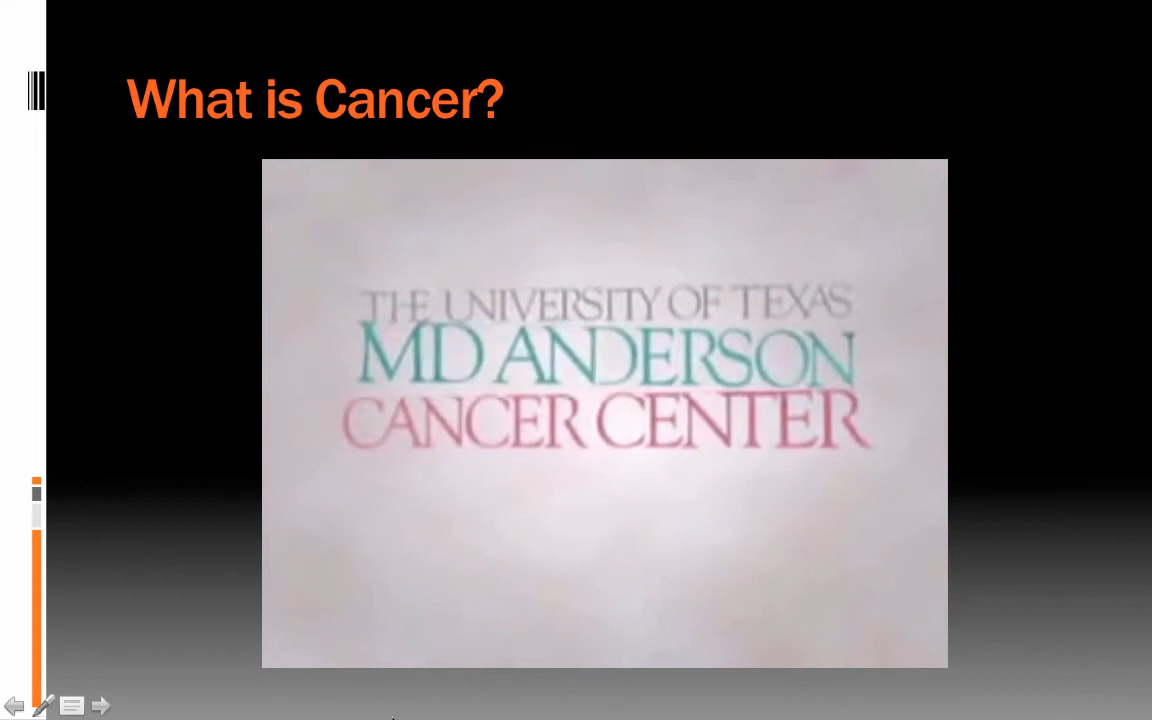 What is Cancer?
THE UNIVERSITY OF TEXAS
MD ANDERSON
CANCER CENTER